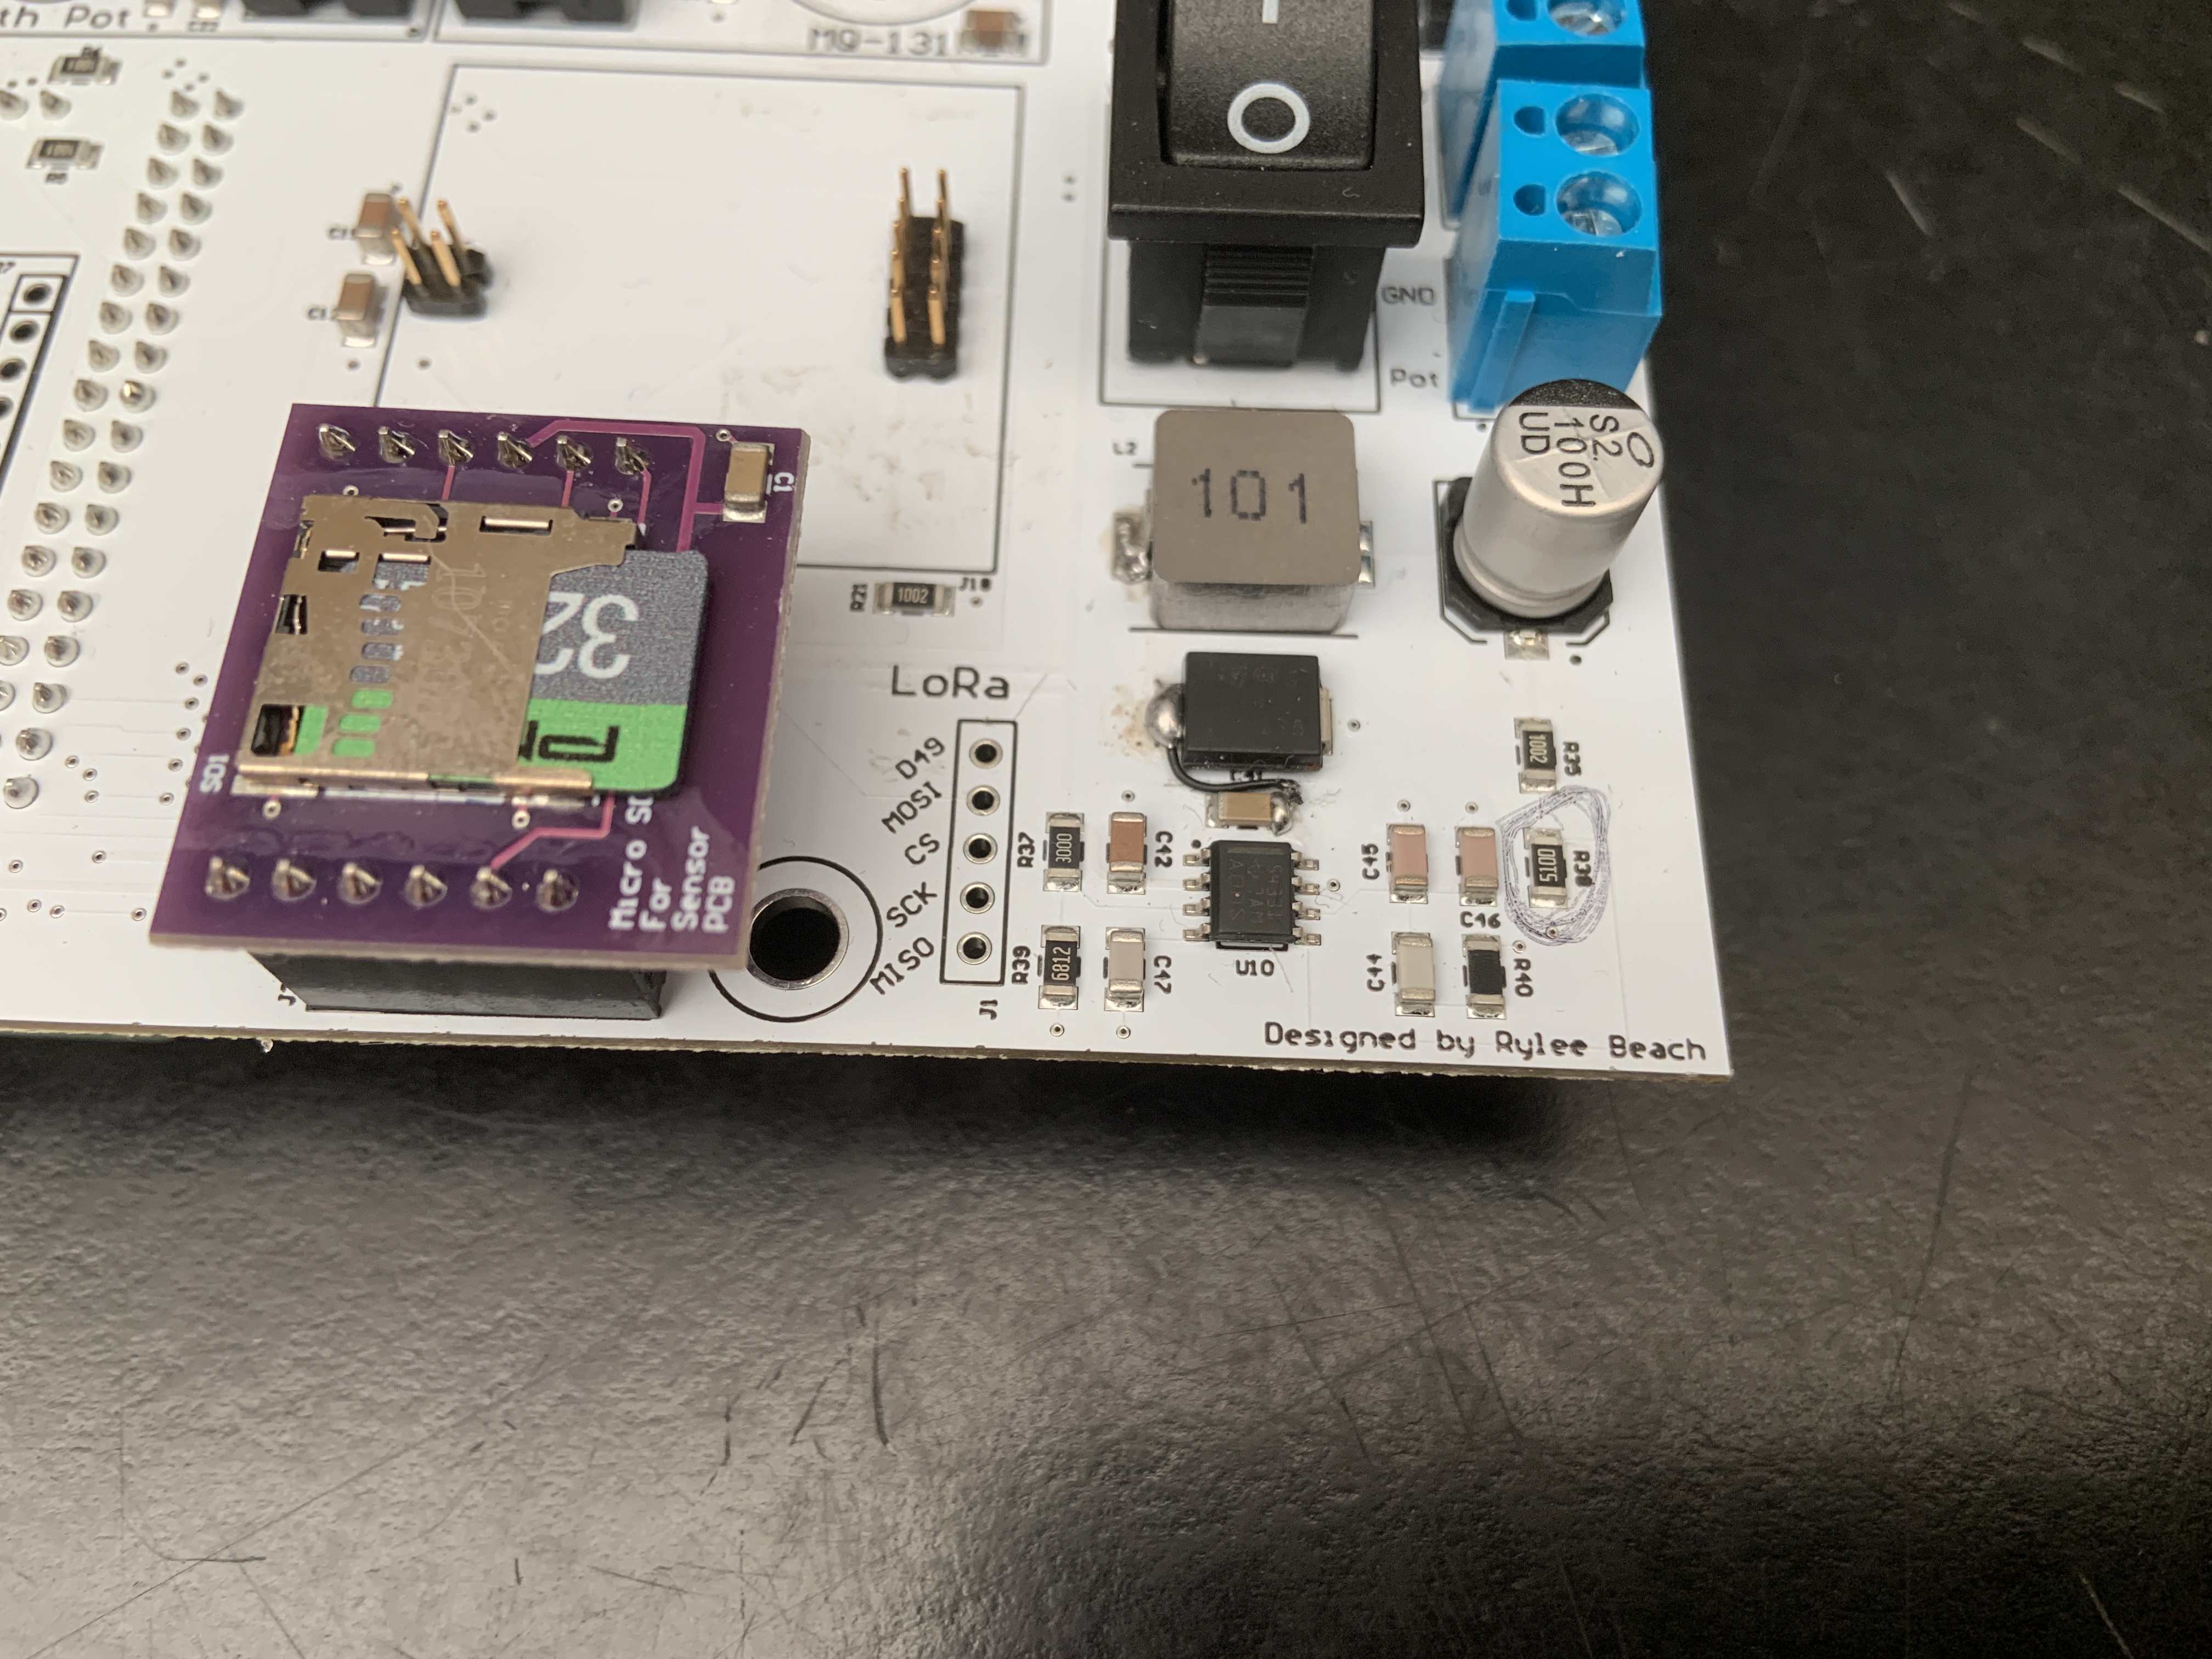 th Pot
MQ-131
O
GND
Pot
S2
100H
UD
L2
101
C1
32
R21
1002
J18
LoRa
D49
MOSI
CS
SCK
MISO
J1
SD1
Micro SD
For
Sensor
PCB
R37
3000
C42
R39
6812
C47
U10
C45
C46
C44
R40
1002
R35
5100
R38
Designed by Rylee Beach